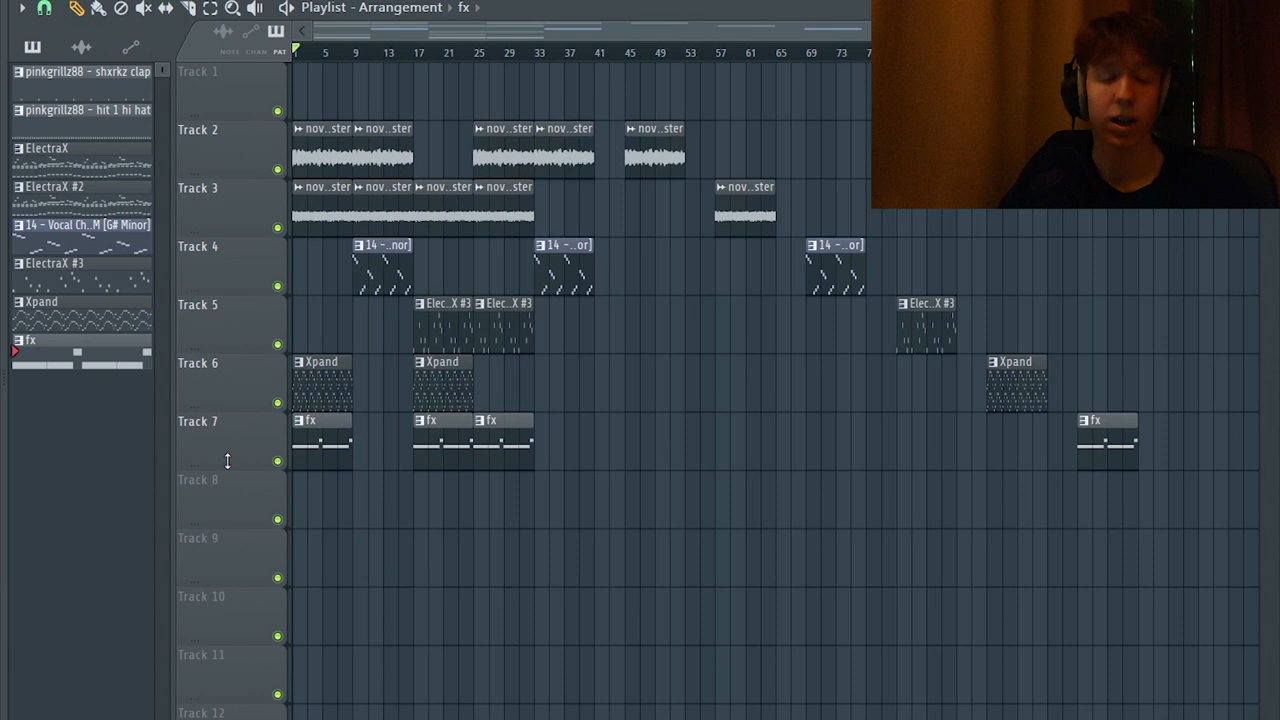 Playlist - Arrangement › fx ›
NOTE CHAN PAT
5 9 13 17 21 25 29 33 37 41 45 49 53 57 61 65 69 73
pinkgrillz88 - shxrkz clap
pinkgrillz88 - hit 1 hi hat
ElectraX
ElectraX #2
14 - Vocal Ch..M [G# Minor]
ElectraX #3
Xpand
fx
Track 1
Track 2
nov..ster nov..ster nov..ster nov..ster nov..ster
Track 3
nov..ster nov..ster nov..ster nov..ster nov..ster
Track 4
14 -..nor] 14 -..or] 14 -..or]
Track 5
Elec..X #3 Elec..X #3 Elec..X #3
Track 6
Xpand Xpand Xpand
Track 7
fx fx fx fx
Track 8
Track 9
Track 10
Track 11
Track 12